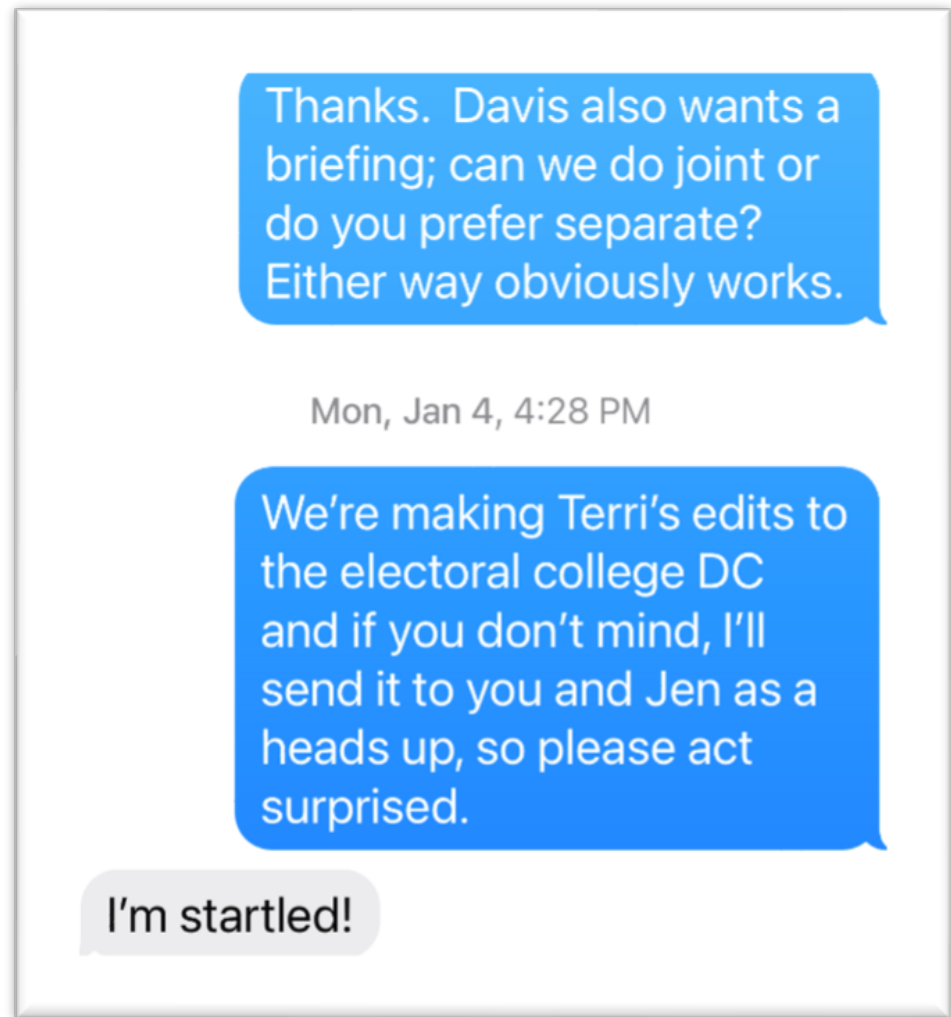 Thanks.  Davis also wants a
briefing; can we do joint or
do you prefer separate?
Either way obviously works.
Mon, Jan 4, 4:28 PM
We’re making Terri’s edits to
the electoral college DC
and if you don’t mind, I’ll
send it to you and Jen as a
heads up, so please act
surprised.
I’m startled!